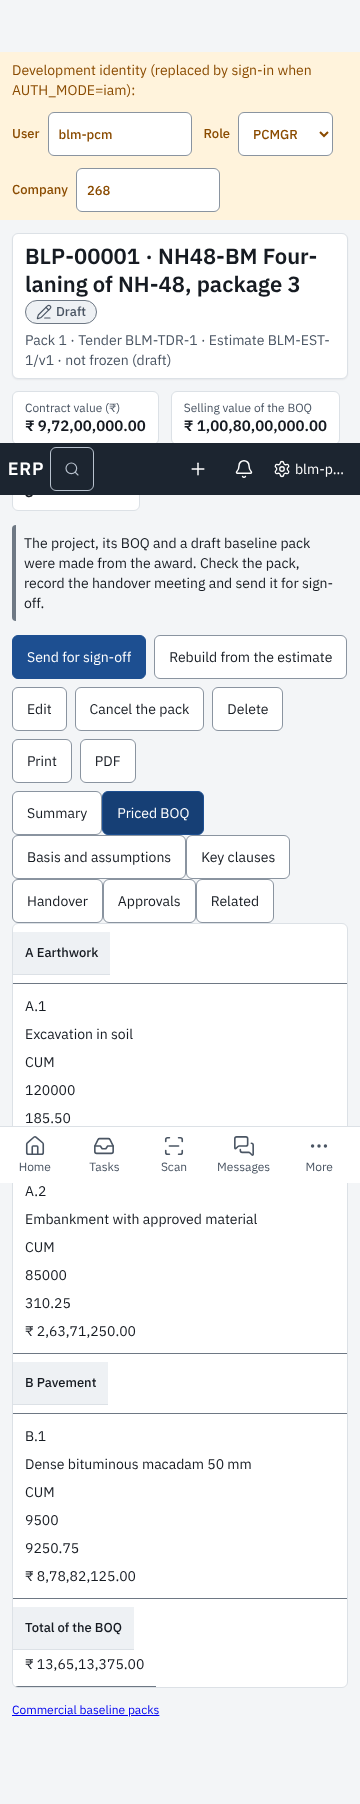 Development identity (replaced by sign-in when
AUTH_MODE=iam):
User blm-pcm Role PCMGR
Company 268
BLP-00001 · NH48-BM Four-
laning of NH-48, package 3
Draft
Pack 1 · Tender BLM-TDR-1 · Estimate BLM-EST-
1/v1 · not frozen (draft)
Contract value (₹) Selling value of the BOQ
₹ 9,72,00,000.00 ₹ 1,00,80,00,000.00
ERP blm-p...
The project, its BOQ and a draft baseline pack
were made from the award. Check the pack,
record the handover meeting and send it for sign-
off.
Send for sign-off Rebuild from the estimate
Edit Cancel the pack Delete
Print PDF
Summary Priced BOQ
Basis and assumptions Key clauses
Handover Approvals Related
A Earthwork
A.1
Excavation in soil
CUM
120000
185.50
Home Tasks Scan Messages More
A.2
Embankment with approved material
CUM
85000
310.25
₹ 2,63,71,250.00
B Pavement
B.1
Dense bituminous macadam 50 mm
CUM
9500
9250.75
₹ 8,78,82,125.00
Total of the BOQ
₹ 13,65,13,375.00
Commercial baseline packs